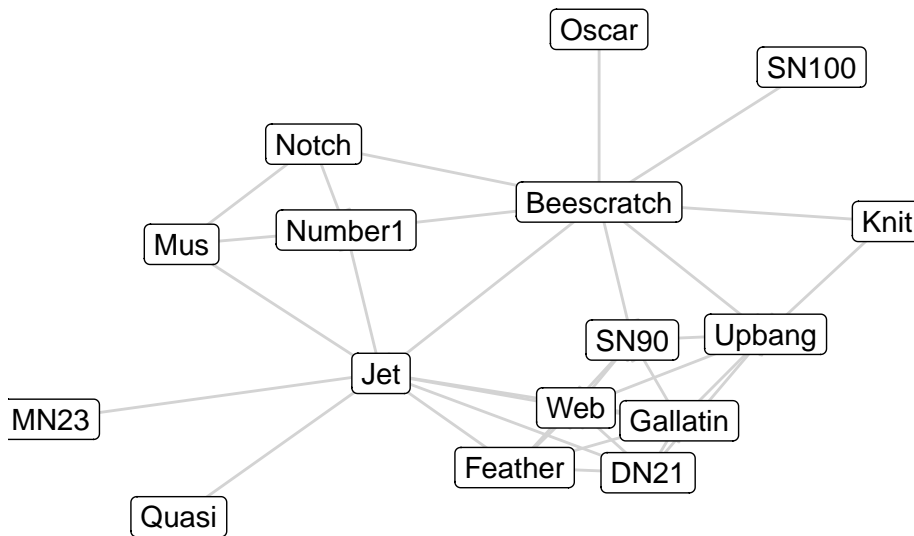 Oscar
SN100
Notch
Beescratch
Knit
Number1
Mus
SN90
Upbang
Jet
Web
MN23
Gallatin
Feather
DN21
Quasi